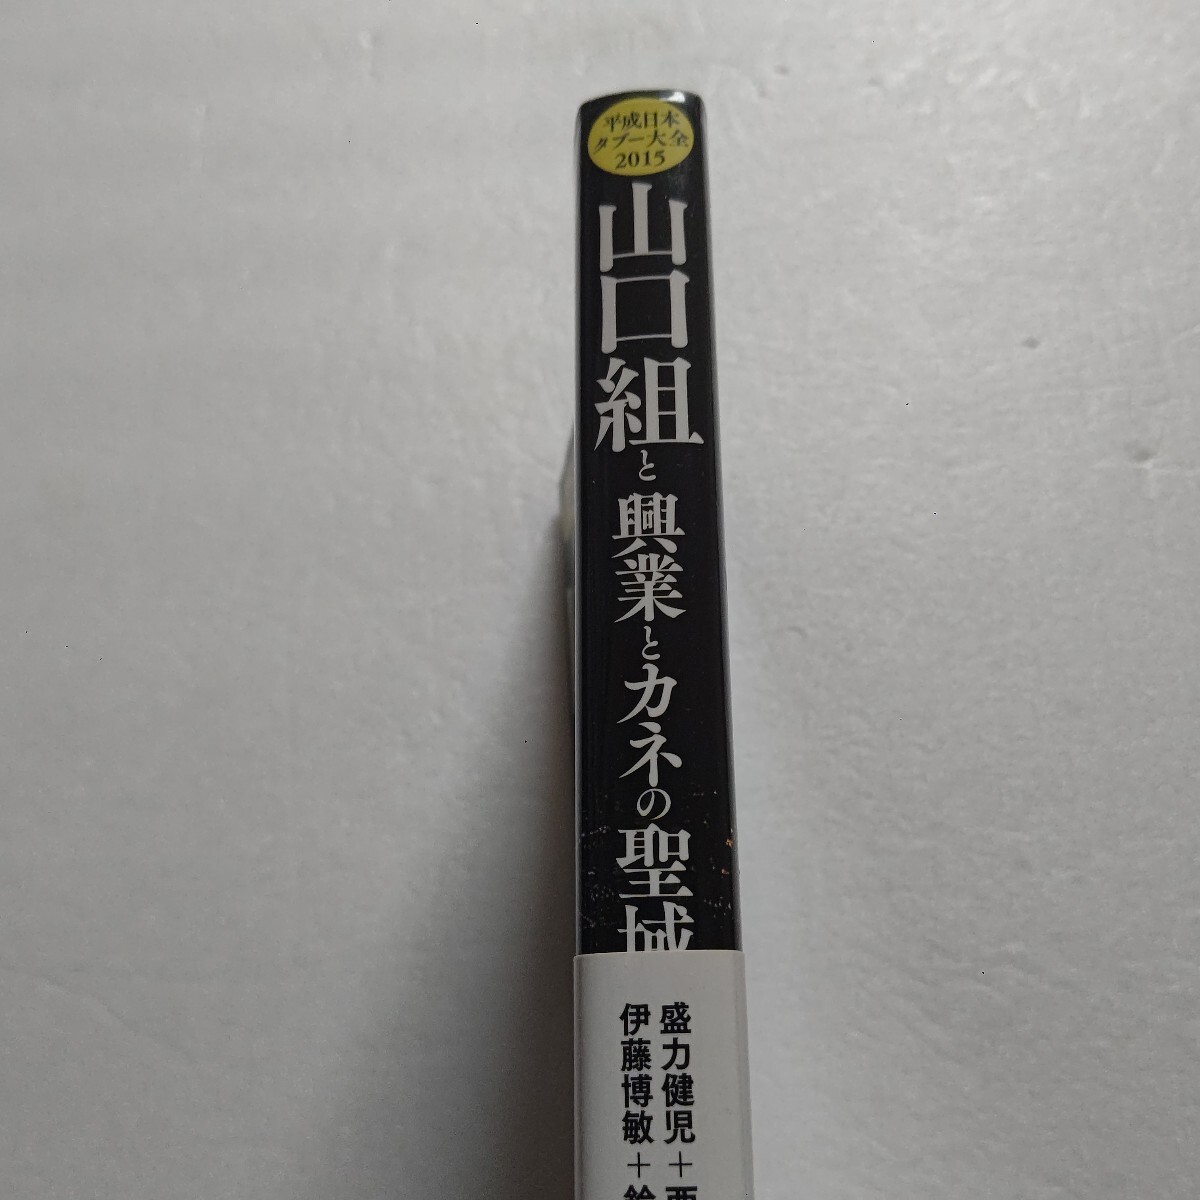 平成日本
タブー大全
2015
山口組と興業とカネの聖域
盛力健児＋
伊藤博敏＋